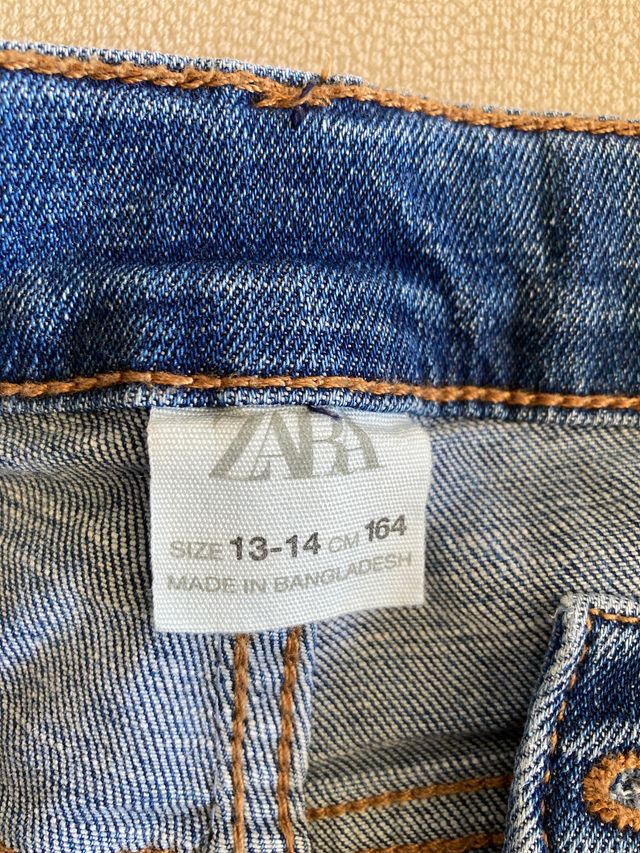 ZARA
SIZE 13-14 CM 164
MADE IN BANGLADESH